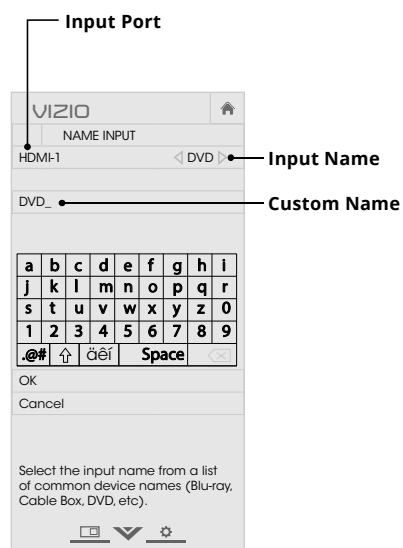 Input Port
VIZIO
NAME INPUT
HDMI-1 DVD
Input Name
DVD_
Custom Name
a b c d e f g h i
j k l m n o p q r
s t u v w x y z 0
1 2 3 4 5 6 7 8 9
.@# äêí Space
OK
Cancel
Select the input name from a list
of common device names (Blu-ray,
Cable Box, DVD, etc).